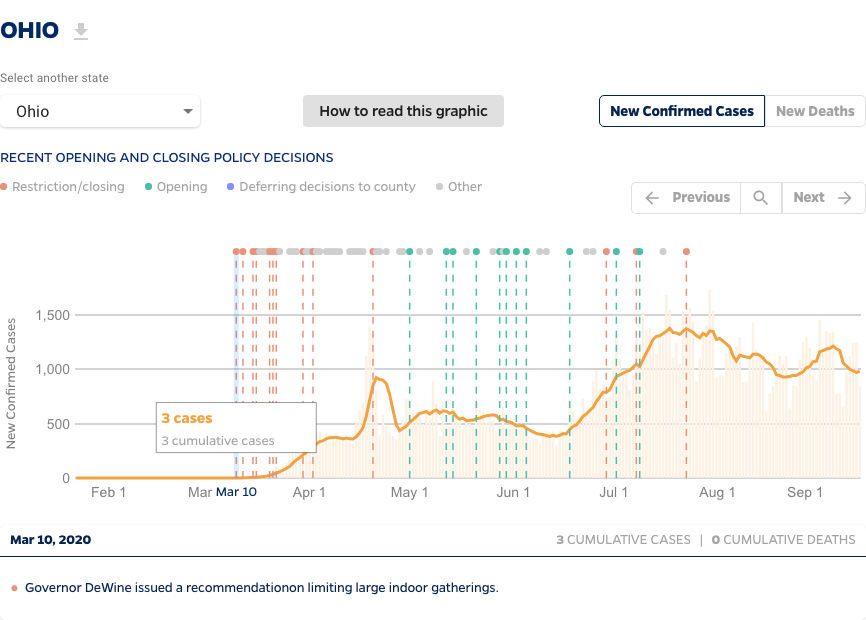 OHIO
Select another state
Ohio
How to read this graphic
New Confirmed Cases
New Deaths
RECENT OPENING AND CLOSING POLICY DECISIONS
Restriction/closing
Opening
Deferring decisions to county
Other
Previous
Next
New Confirmed Cases
1,500
1,000
500
0
3 cases
3 cumulative cases
Feb 1
Mar
Mar 10
Apr 1
May 1
Jun 1
Jul 1
Aug 1
Sep 1
Mar 10, 2020
3 CUMULATIVE CASES | 0 CUMULATIVE DEATHS
Governor DeWine issued a recommendationon limiting large indoor gatherings.